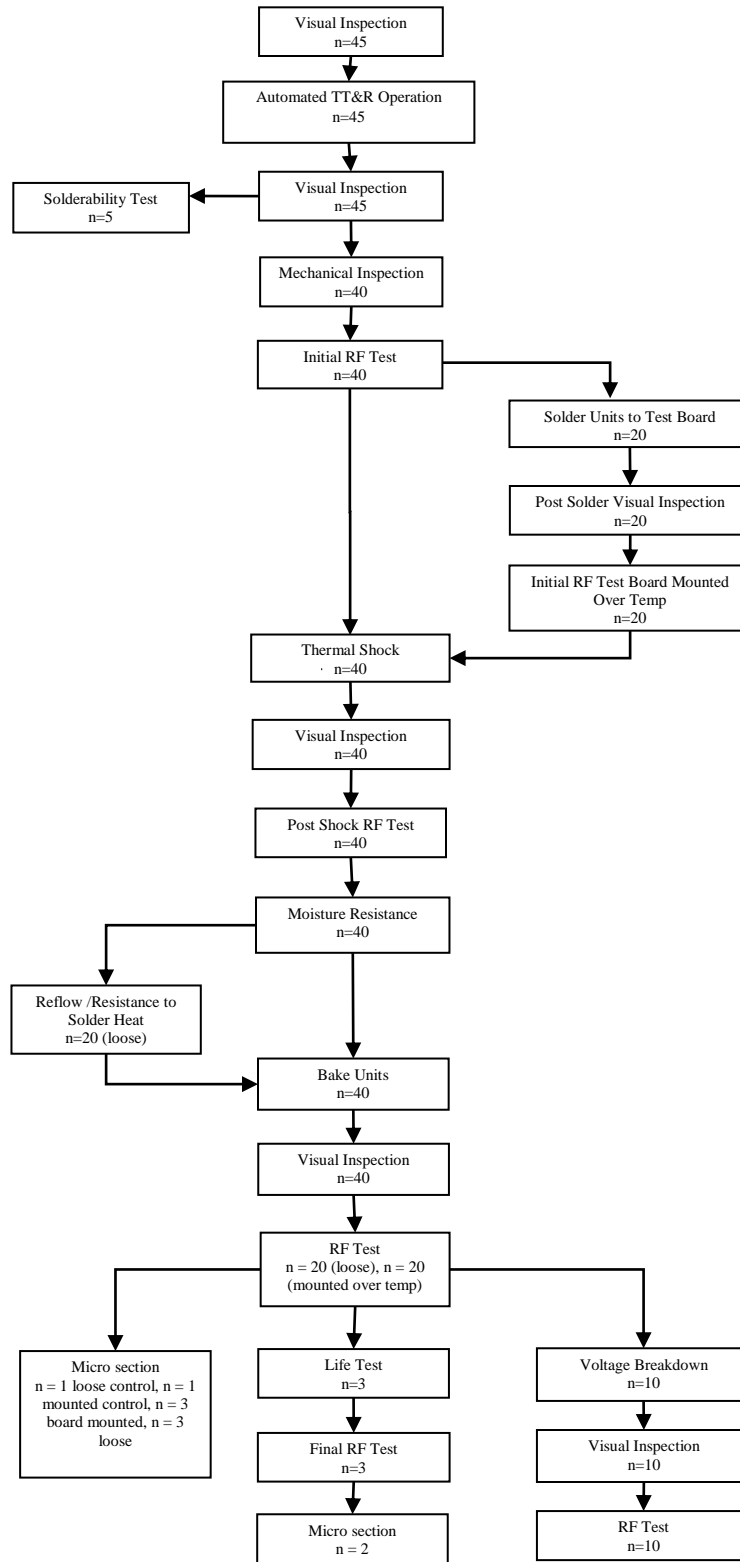 Visual Inspection
n=45
Automated TT&R Operation
n=45
Visual Inspection
n=45
Solderability Test
n=5
Mechanical Inspection
n=40
Initial RF Test
n=40
Solder Units to Test Board
n=20
Post Solder Visual Inspection
n=20
Initial RF Test Board Mounted
Over Temp
n=20
Thermal Shock
n=40
Visual Inspection
n=40
Post Shock RF Test
n=40
Moisture Resistance
n=40
Reflow /Resistance to
Solder Heat
n=20 (loose)
Bake Units
n=40
Visual Inspection
n=40
RF Test
n = 20 (loose), n = 20
(mounted over temp)
Micro section
n = 1 loose control, n = 1
mounted control, n = 3
board mounted, n = 3
loose
Life Test
n=3
Final RF Test
n=3
Micro section
n = 2
Voltage Breakdown
n=10
Visual Inspection
n=10
RF Test
n=10